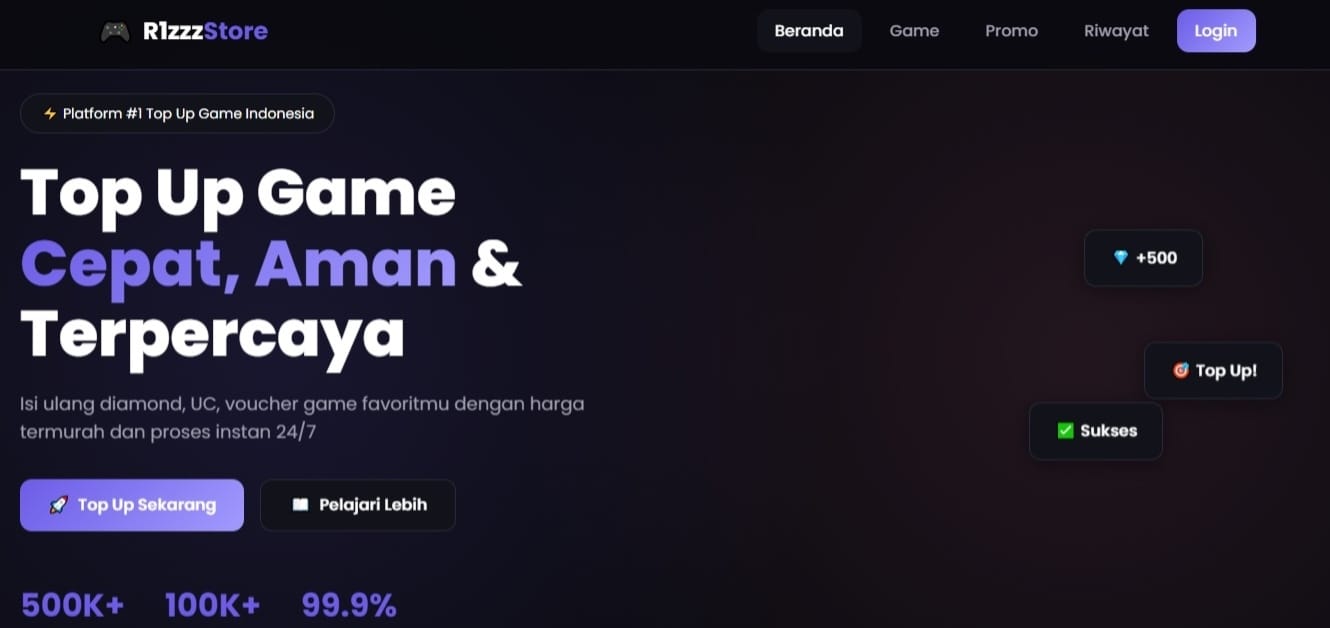 R1zzzStore
Beranda
Game
Promo
Riwayat
Login
Platform #1 Top Up Game Indonesia
Top Up Game
Cepat, Aman &
Terpercaya
Isi ulang diamond, UC, voucher game favoritmu dengan harga
termurah dan proses instan 24/7
Top Up Sekarang
Pelajari Lebih
500K+
100K+
99.9%
+500
Top Up!
Sukses